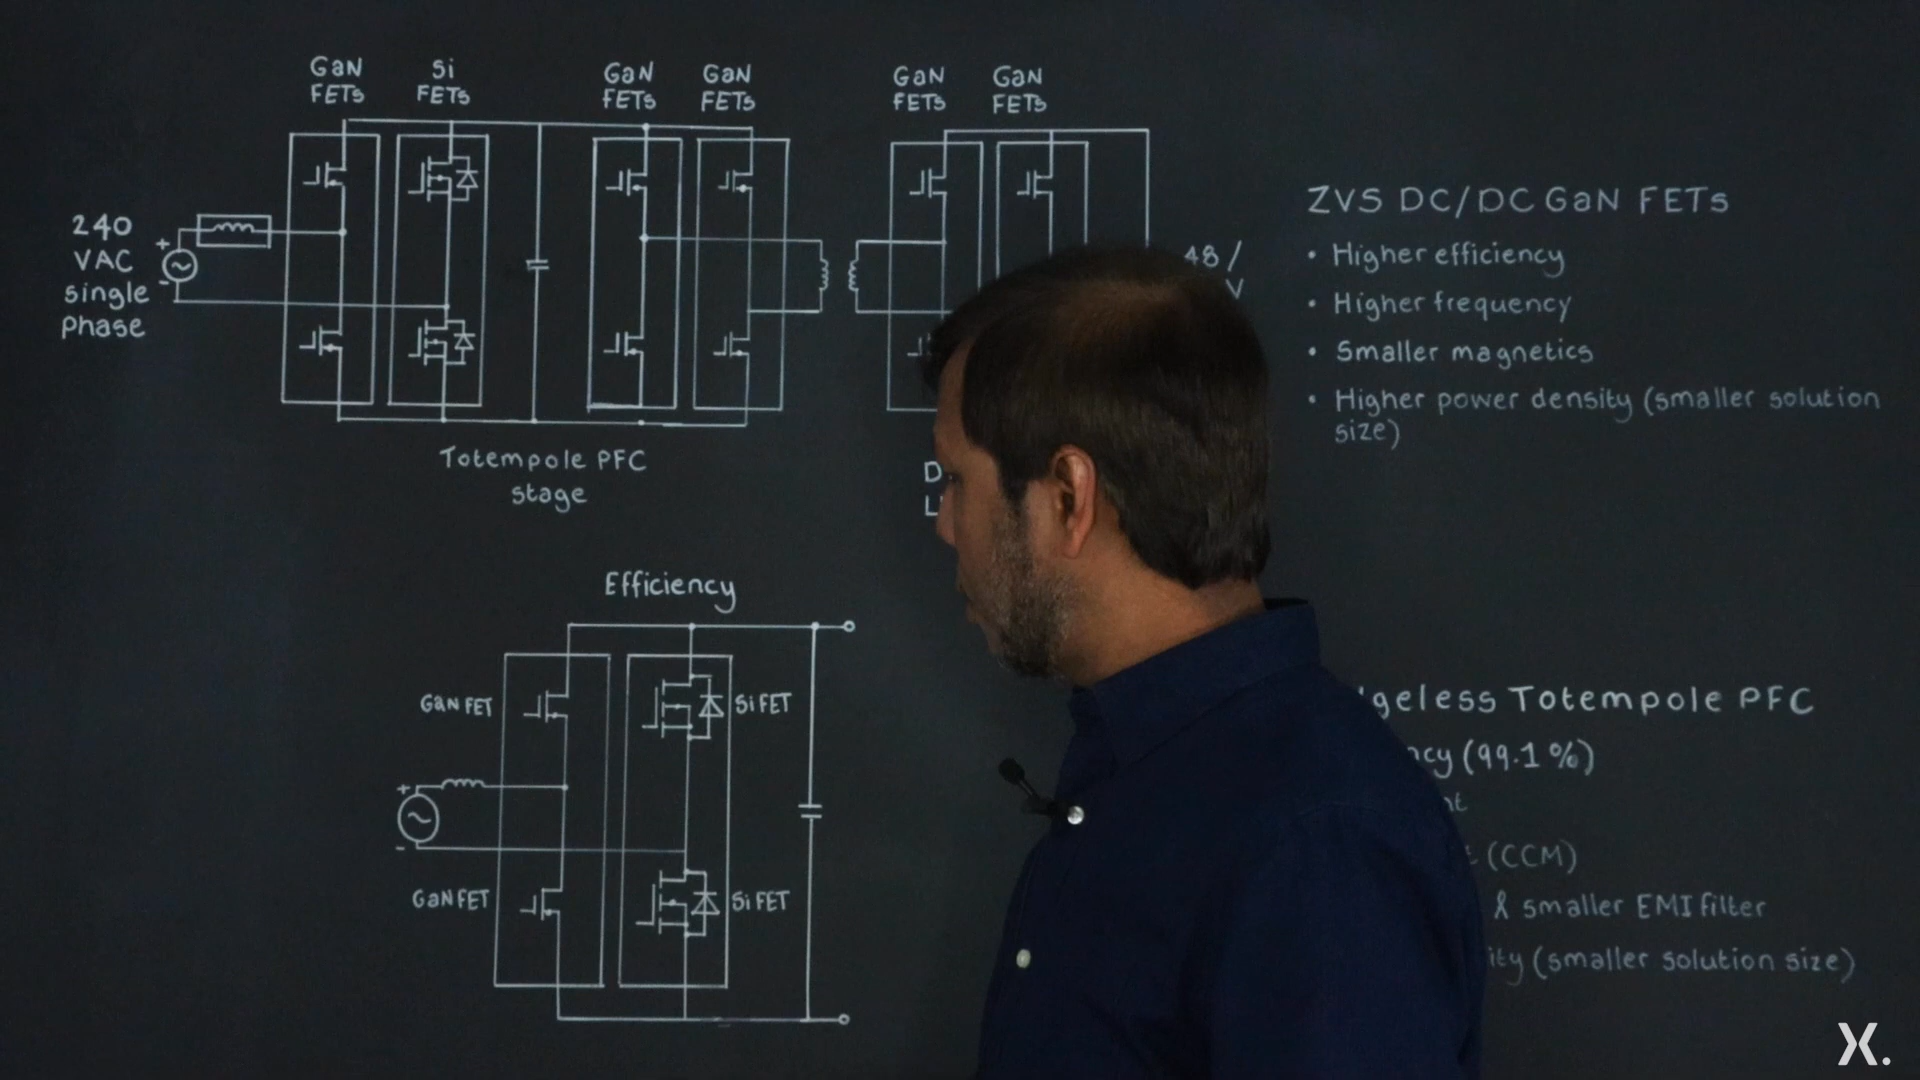 GaN
FETs
Si
FETs
GaN
FETs
GaN
FETs
GaN
FETs
GaN
FETs
240
VAC
single
phase
+
-
48/
V
Totempole PFC
stage
D
L
ZVS DC/DC GaN FETs
• Higher efficiency
• Higher frequency
• Smaller magnetics
• Higher power density (smaller solution
size)
Efficiency
GaN FET
Si FET
+
-
GaN FET
Si FET
geless Totempole PFC
cy (99.1%)
nt
(CCM)
& smaller EMI filter
ity (smaller solution size)
X.